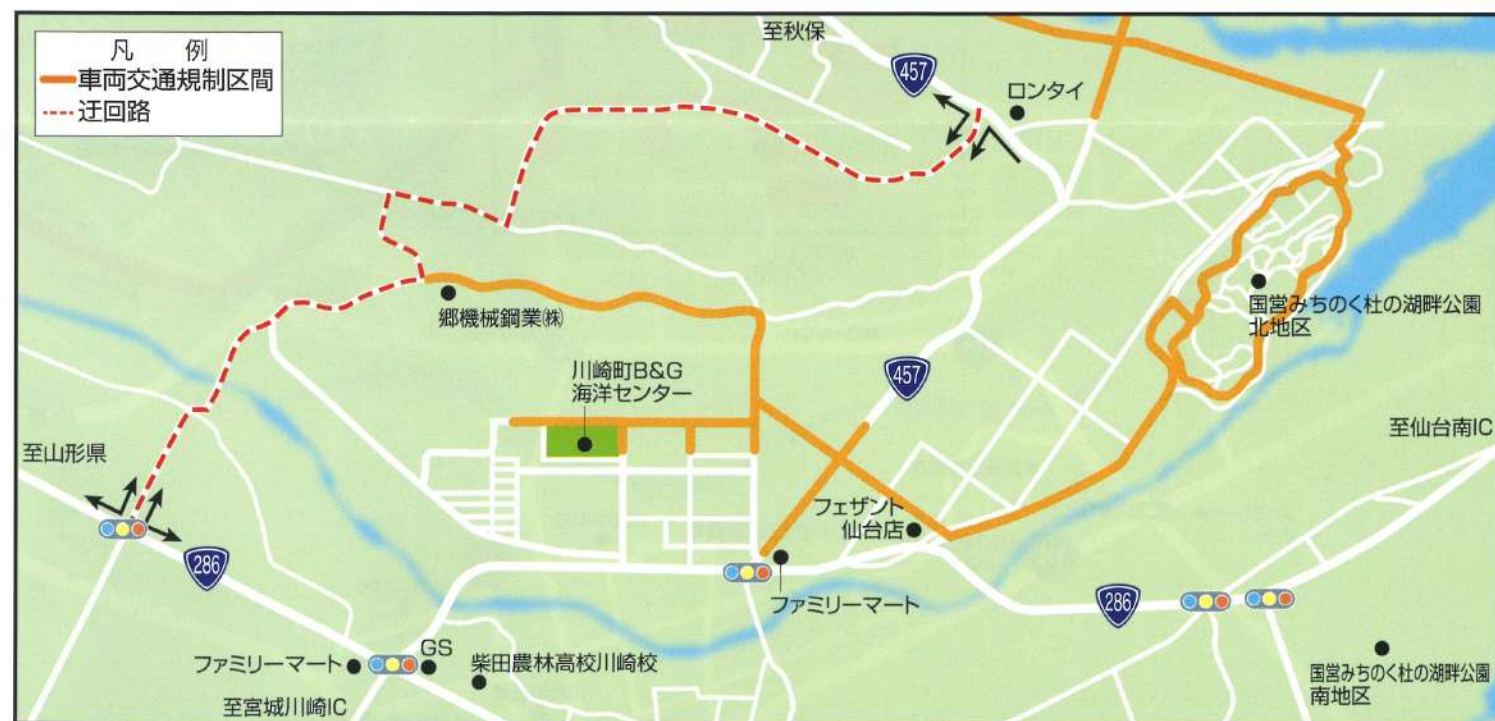 凡　例
車両交通規制区間
迂回路
至秋保
457
ロンタイ
郷機械鋼業㈱
国営みちのく杜の湖畔公園
北地区
川崎町B&G
海洋センター
457
至山形県
至仙台南IC
フェザント
仙台店
286
ファミリーマート
286
GS
ファミリーマート
柴田農林高校川崎校
至宮城川崎IC
国営みちのく杜の湖畔公園
南地区